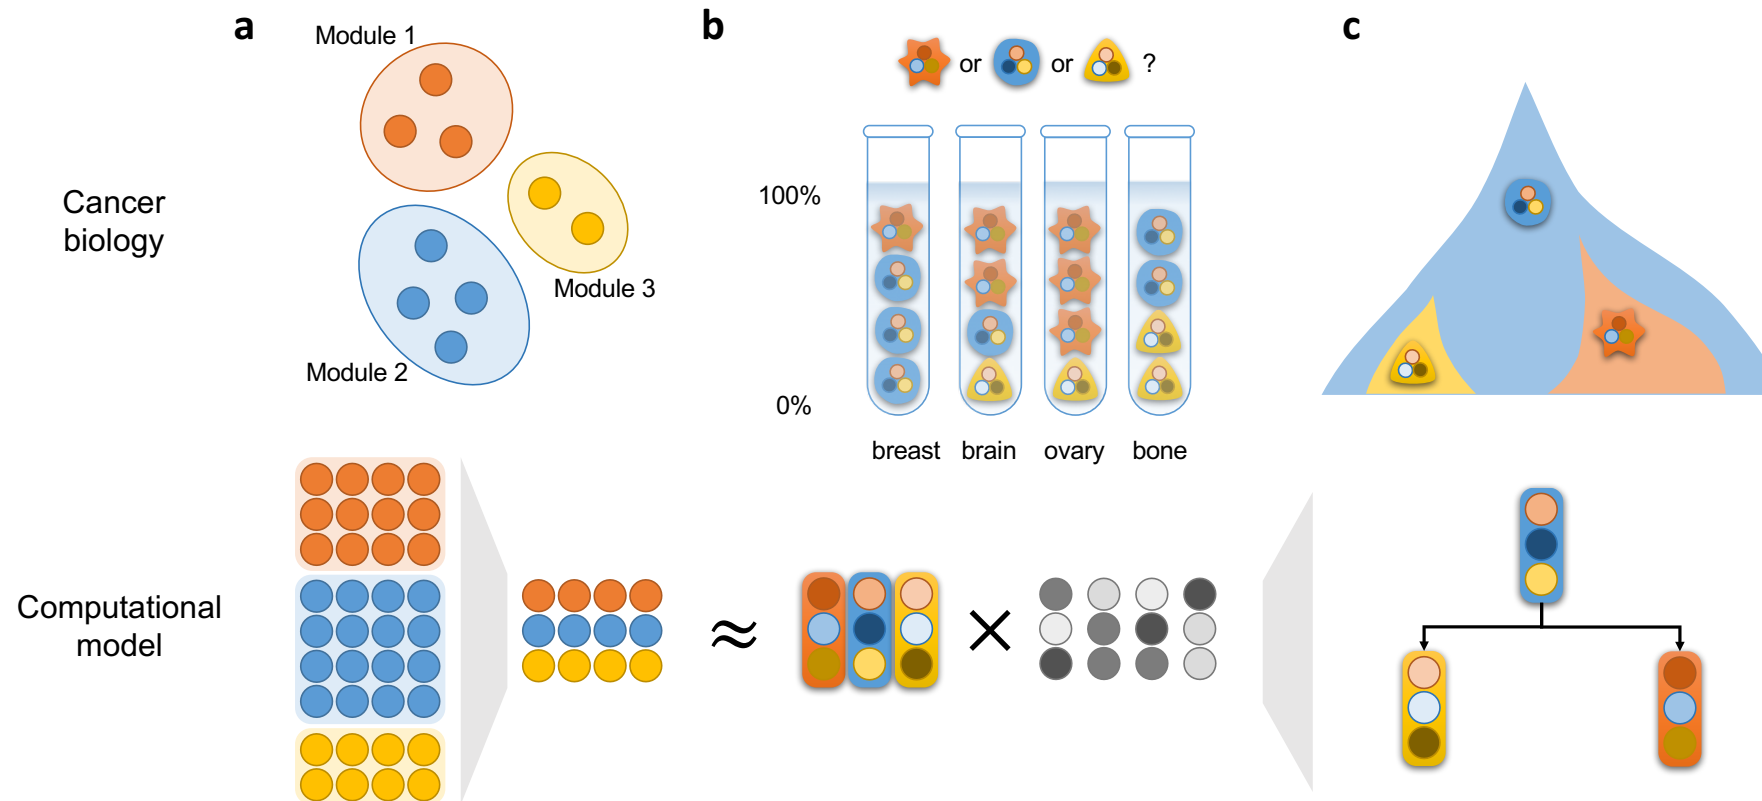 a
b
c
Module 1
or
or
?
Cancer
biology
100%
Module 3
Module 2
0%
breast
brain
ovary
bone
Computational
model
≈
×